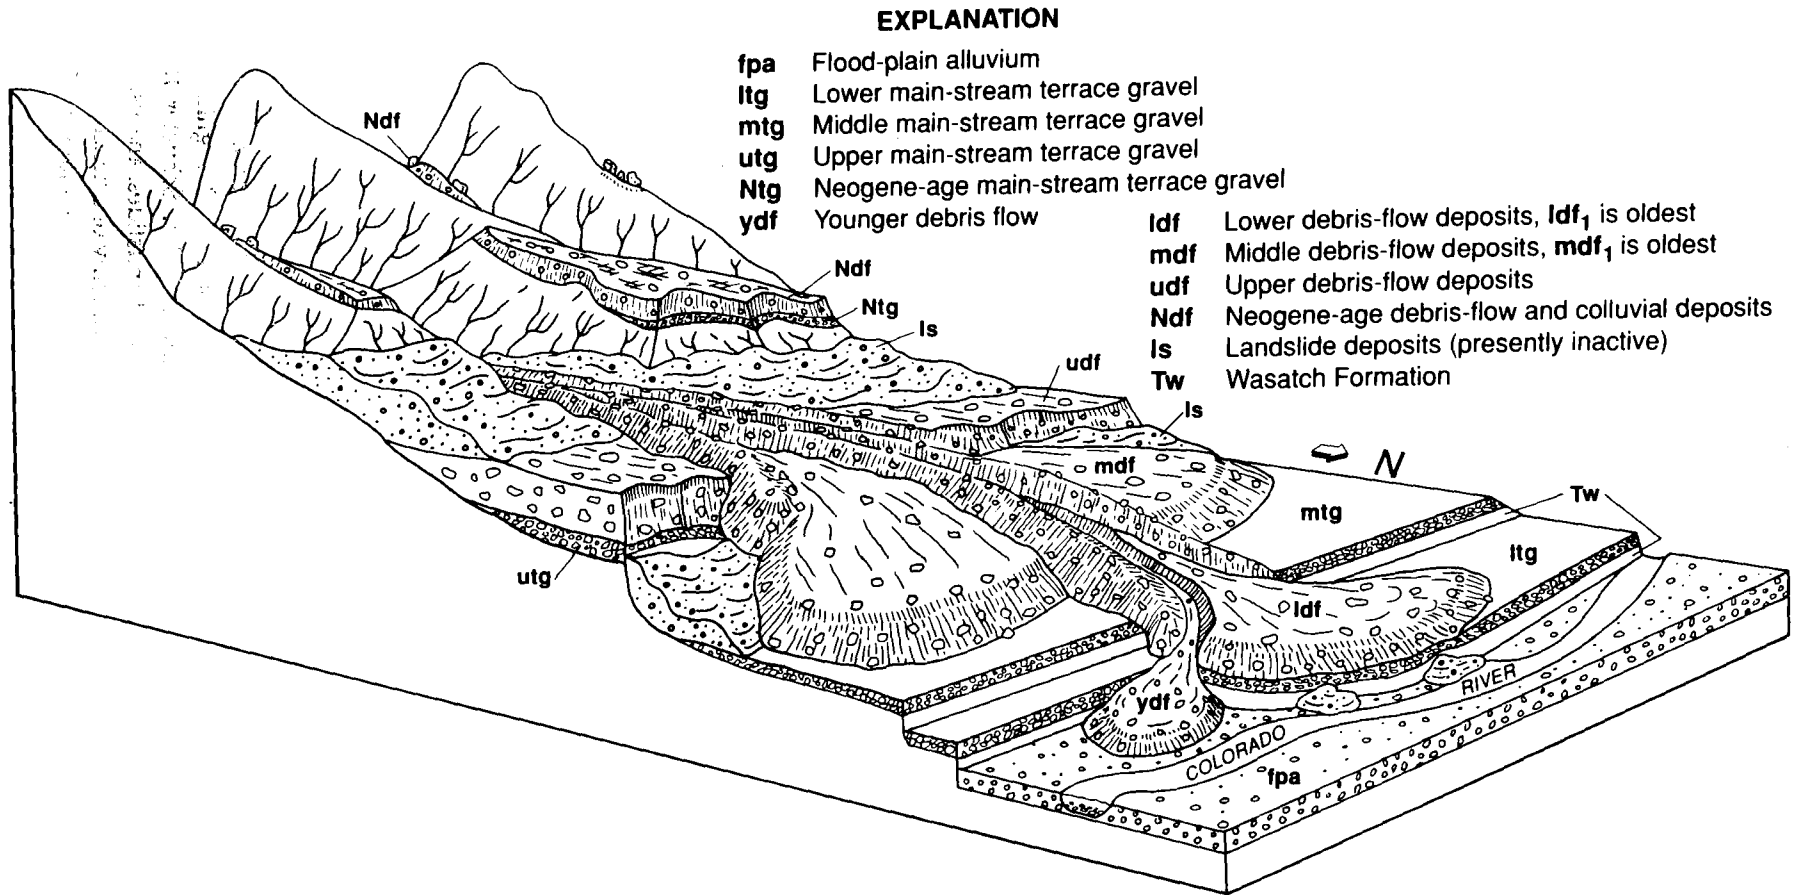 EXPLANATION
fpa Flood-plain alluvium
ltg Lower main-stream terrace gravel
mtg Middle main-stream terrace gravel
utg Upper main-stream terrace gravel
Ntg Neogene-age main-stream terrace gravel
ydf Younger debris flow
ldf Lower debris-flow deposits, ldf1 is oldest
mdf Middle debris-flow deposits, mdf1 is oldest
udf Upper debris-flow deposits
Ndf Neogene-age debris-flow and colluvial deposits
ls Landslide deposits (presently inactive)
Tw Wasatch Formation
Ndf
Ndf
Ntg
ls
udf
ls
mdf
N
Tw
mtg
ltg
utg
ldf
ydf
COLORADO RIVER
fpa